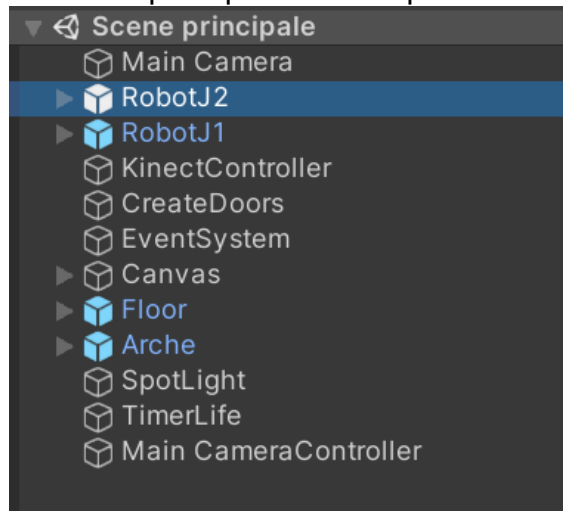 Scene principale
Main Camera
RobotJ2
RobotJ1
KinectController
CreateDoors
EventSystem
Canvas
Floor
Arche
SpotLight
TimerLife
Main CameraController